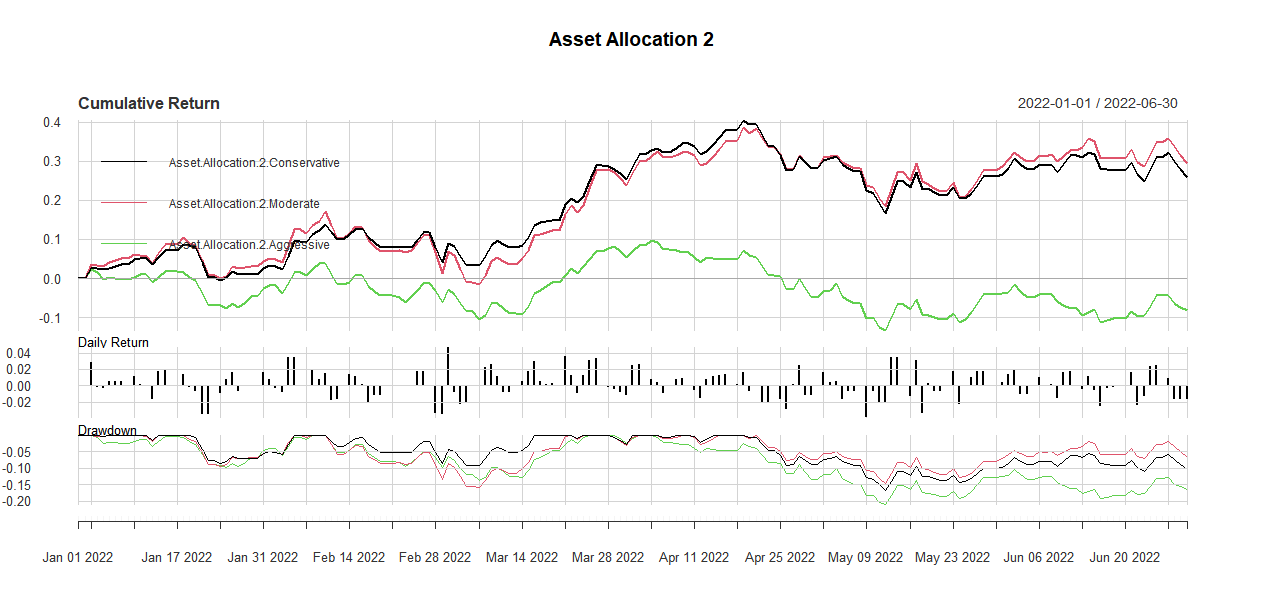 Asset Allocation 2
Cumulative Return 2022-01-01 / 2022-06-30
0.4
0.3
0.2
0.1
0.0
-0.1
Asset.Allocation.2.Conservative
Asset.Allocation.2.Moderate
Asset.Allocation.2.Aggressive
Daily Return
0.04
0.02
0.00
-0.02
Drawdown
-0.05
-0.10
-0.15
-0.20
Jan 01 2022 Jan 17 2022 Jan 31 2022 Feb 14 2022 Feb 28 2022 Mar 14 2022 Mar 28 2022 Apr 11 2022 Apr 25 2022 May 09 2022 May 23 2022 Jun 06 2022 Jun 20 2022